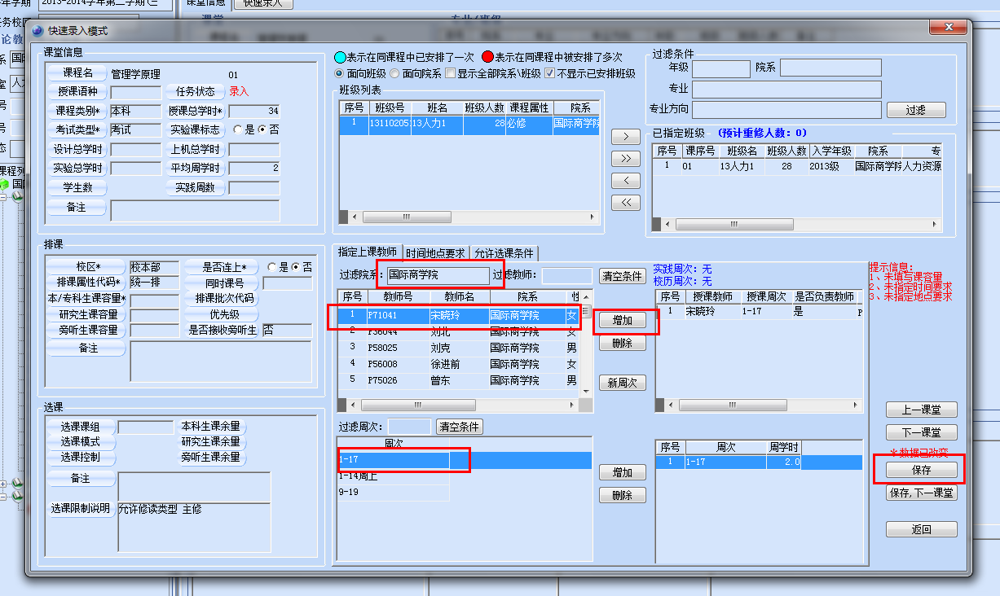 2013-2014学年第二学期(三
课堂信息 快速录入
快速录入模式
课堂信息
课程名 管理学原理 01
授课语种 任务状态 录入
课程类别* 本科 授课总学时* 34
考试类型* 考试 实验课标志 是 否
设计总学时 上机总学时
实验总学时 平均周学时 2
学生数 实践周数
备注
表示在同课程中已安排了一次 表示在同课程中被安排了多次
面向班级 面向院系 显示全部院系\班级 不显示已安排班级
班级列表
序号 班级号 班名 班级人数 课程属性 院系
1 13110205 13人力1 28 必修 国际商学院
>
>>
<
<<
过滤条件
年级 院系
专业
专业方向 过滤
已指定班级 (预计重修人数: 0)
序号 课序号 班级名 班级人数 入学年级 院系 专
1 01 13人力1 28 2013级 国际商学院 人力资源
排课
校区* 校本部 是否连上* 是 否
排课属性代码* 统一排 同时课号
本/专科生课容量* 排课批次代码
研究生课容量 优先级
旁听生课容量 是否接收旁听生 否
备注
选课
选课课组 本科生课余量
选课模式 研究生课余量
选课控制 旁听生课余量
备注
选课限制说明 允许修读类型 主修
指定上课教师 时间地点要求 允许选课条件
过滤院系: 国际商学院 过滤教师: 清空条件
序号 教师号 教师名 院系 性
1 P71041 宋晓玲 国际商学院 女
2 P36044 刘北 国际商学院 女
3 P58025 刘克 国际商学院 男
4 P56008 徐进前 国际商学院 女
5 P75026 曾东 国际商学院 男
增加
删除
新周次
实践周次: 无
校历周次: 无
序号 授课教师 授课周次 是否负责教师
1 宋晓玲 1-17 是 P
提示信息:
1、未填写课容量
2、未指定时间要求
3、未指定地点要求
过滤周次: 清空条件
周次
1-17
1-14周上
9-19
增加
删除
序号 周次 周学时
1 1-17 2.0
上一课堂
下一课堂
*数据已改变
保存
保存,下一课堂
返回